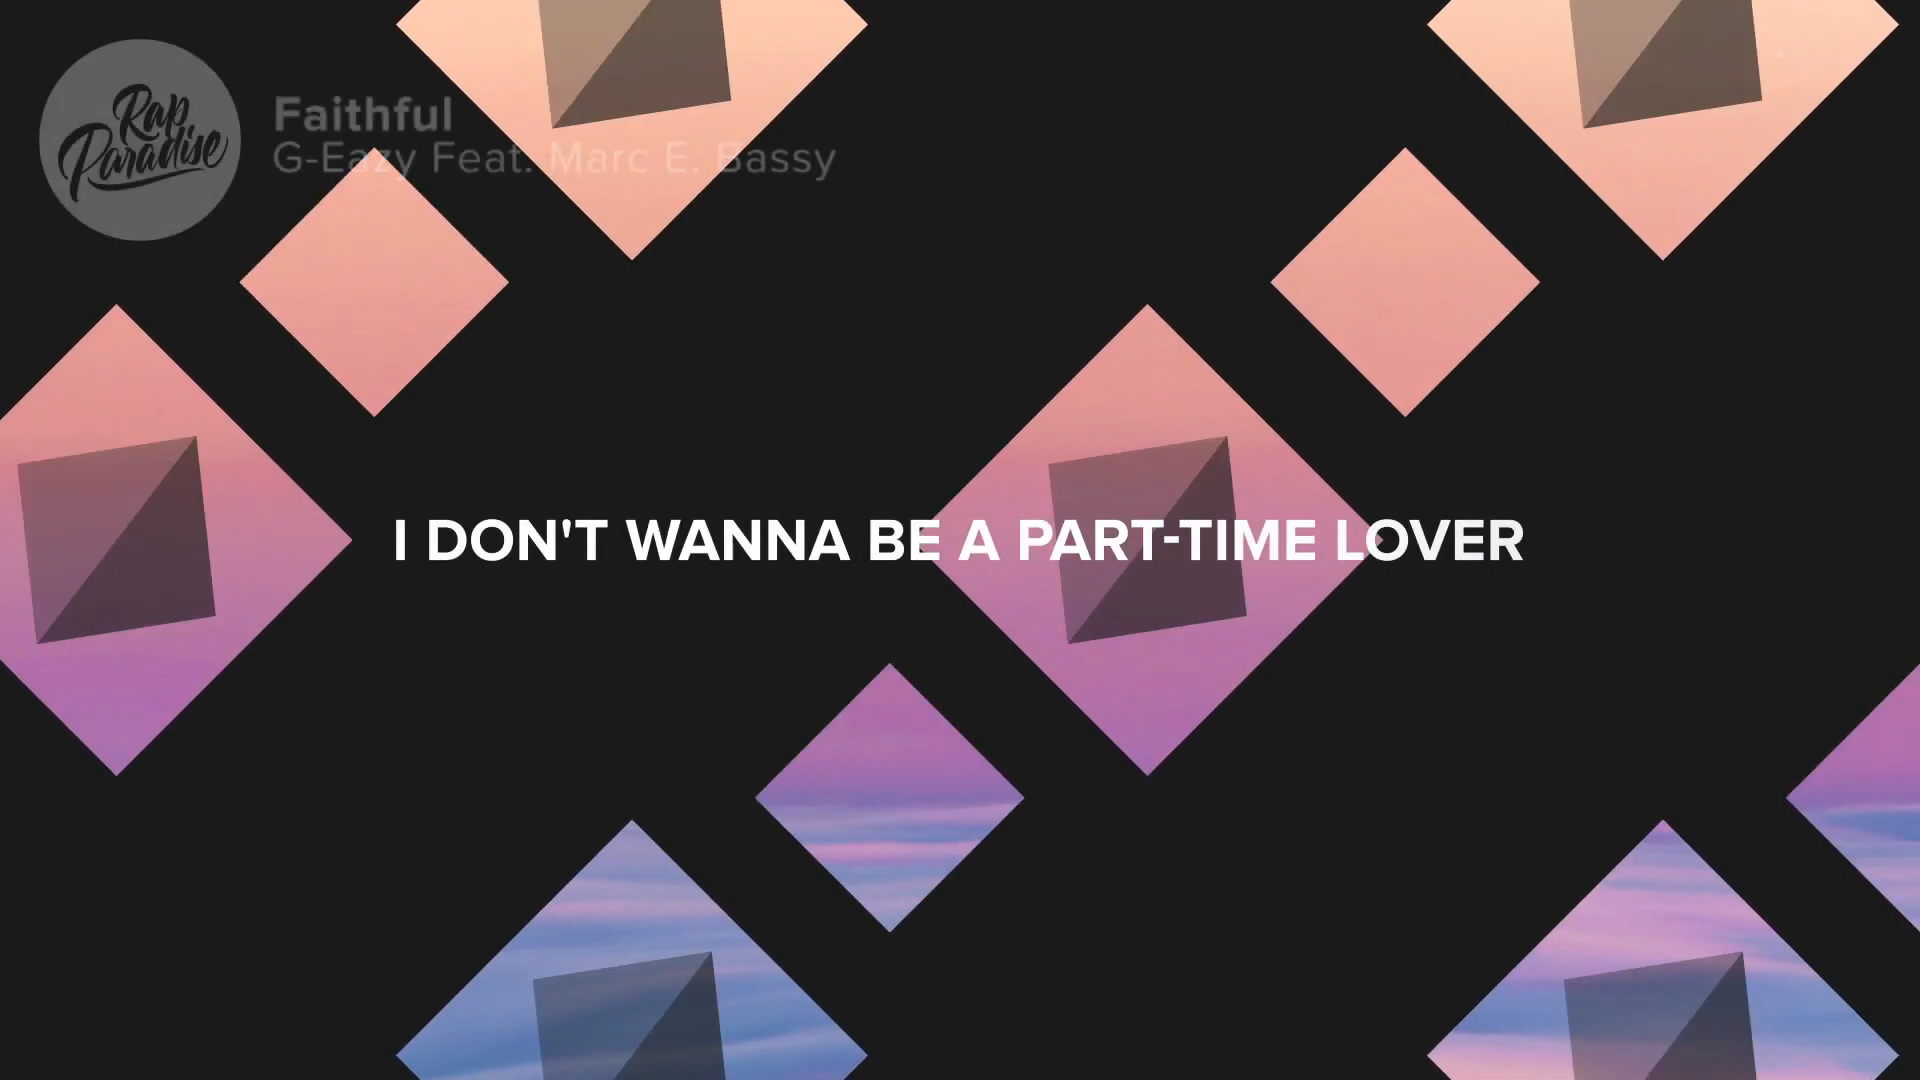 Rap
Paradise
Faithful
G-Eazy Feat. Marc E. Bassy
I DON'T WANNA BE A PART-TIME LOVER